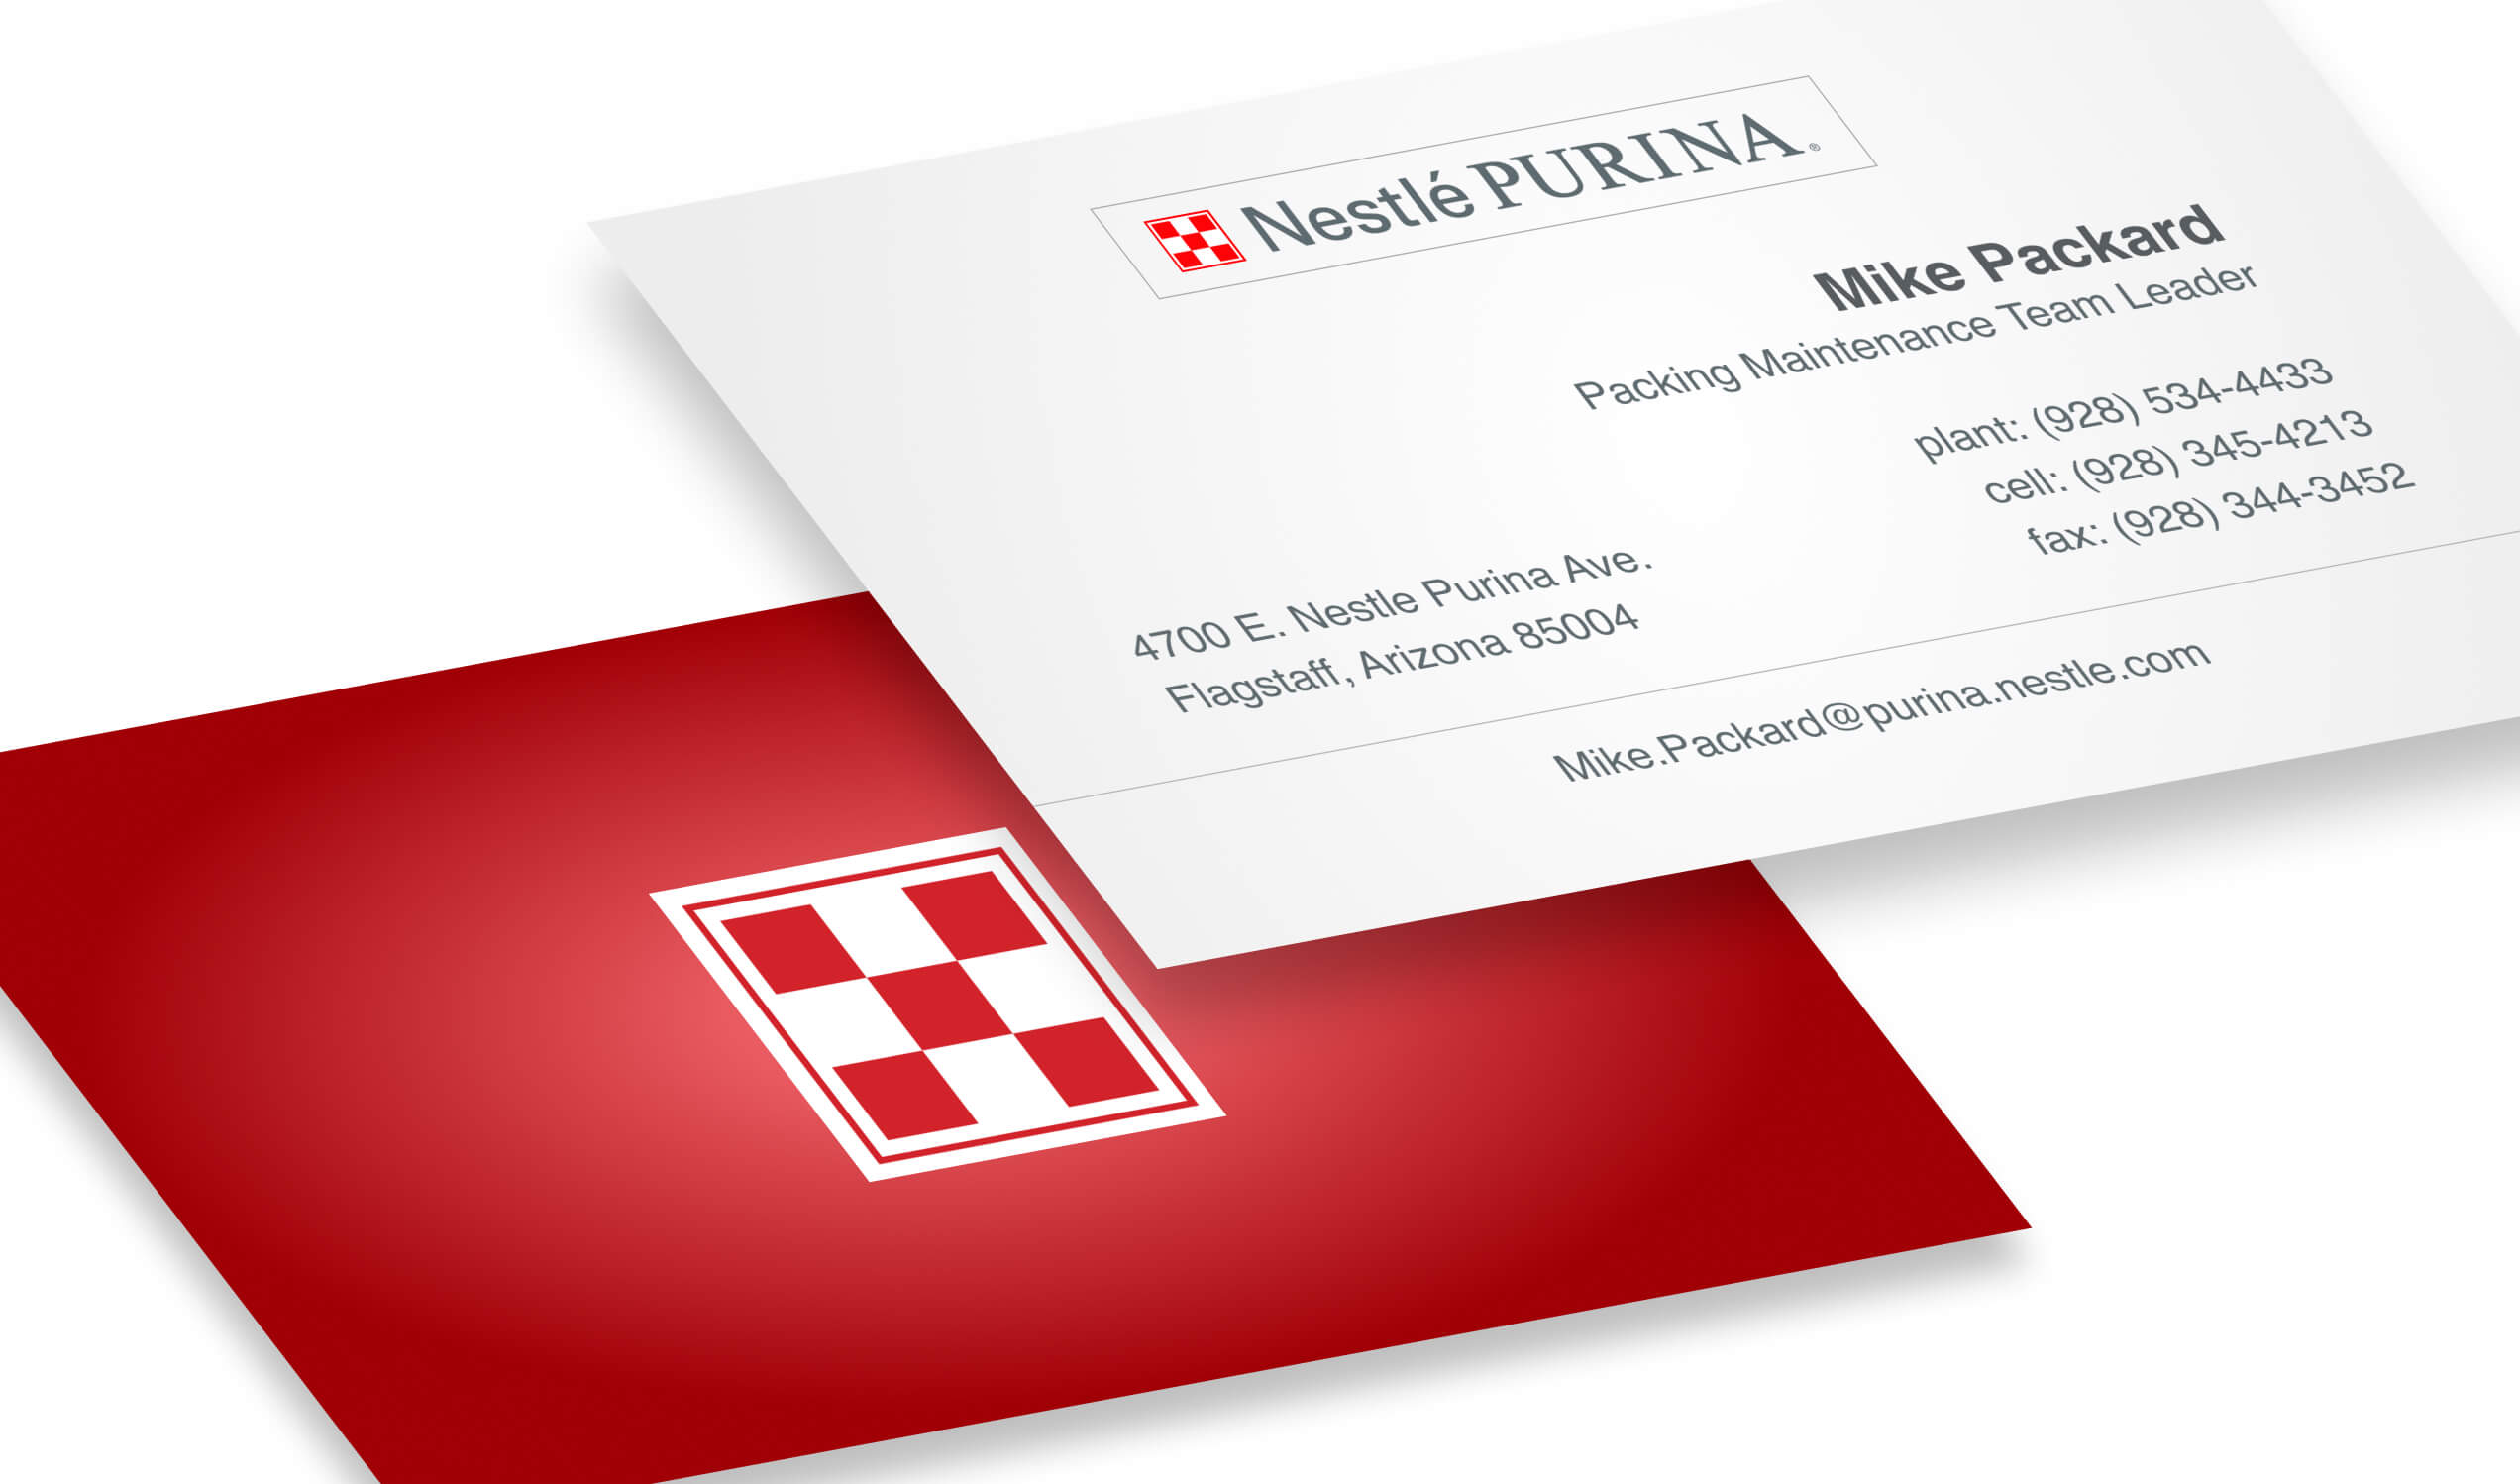 Nestlé PURINA®
Mike Packard
Packing Maintenance Team Leader
plant: (928) 534-4433
cell: (928) 345-4213
fax: (928) 344-3452
4700 E. Nestle Purina Ave.
Flagstaff, Arizona 85004
Mike.Packard@purina.nestle.com